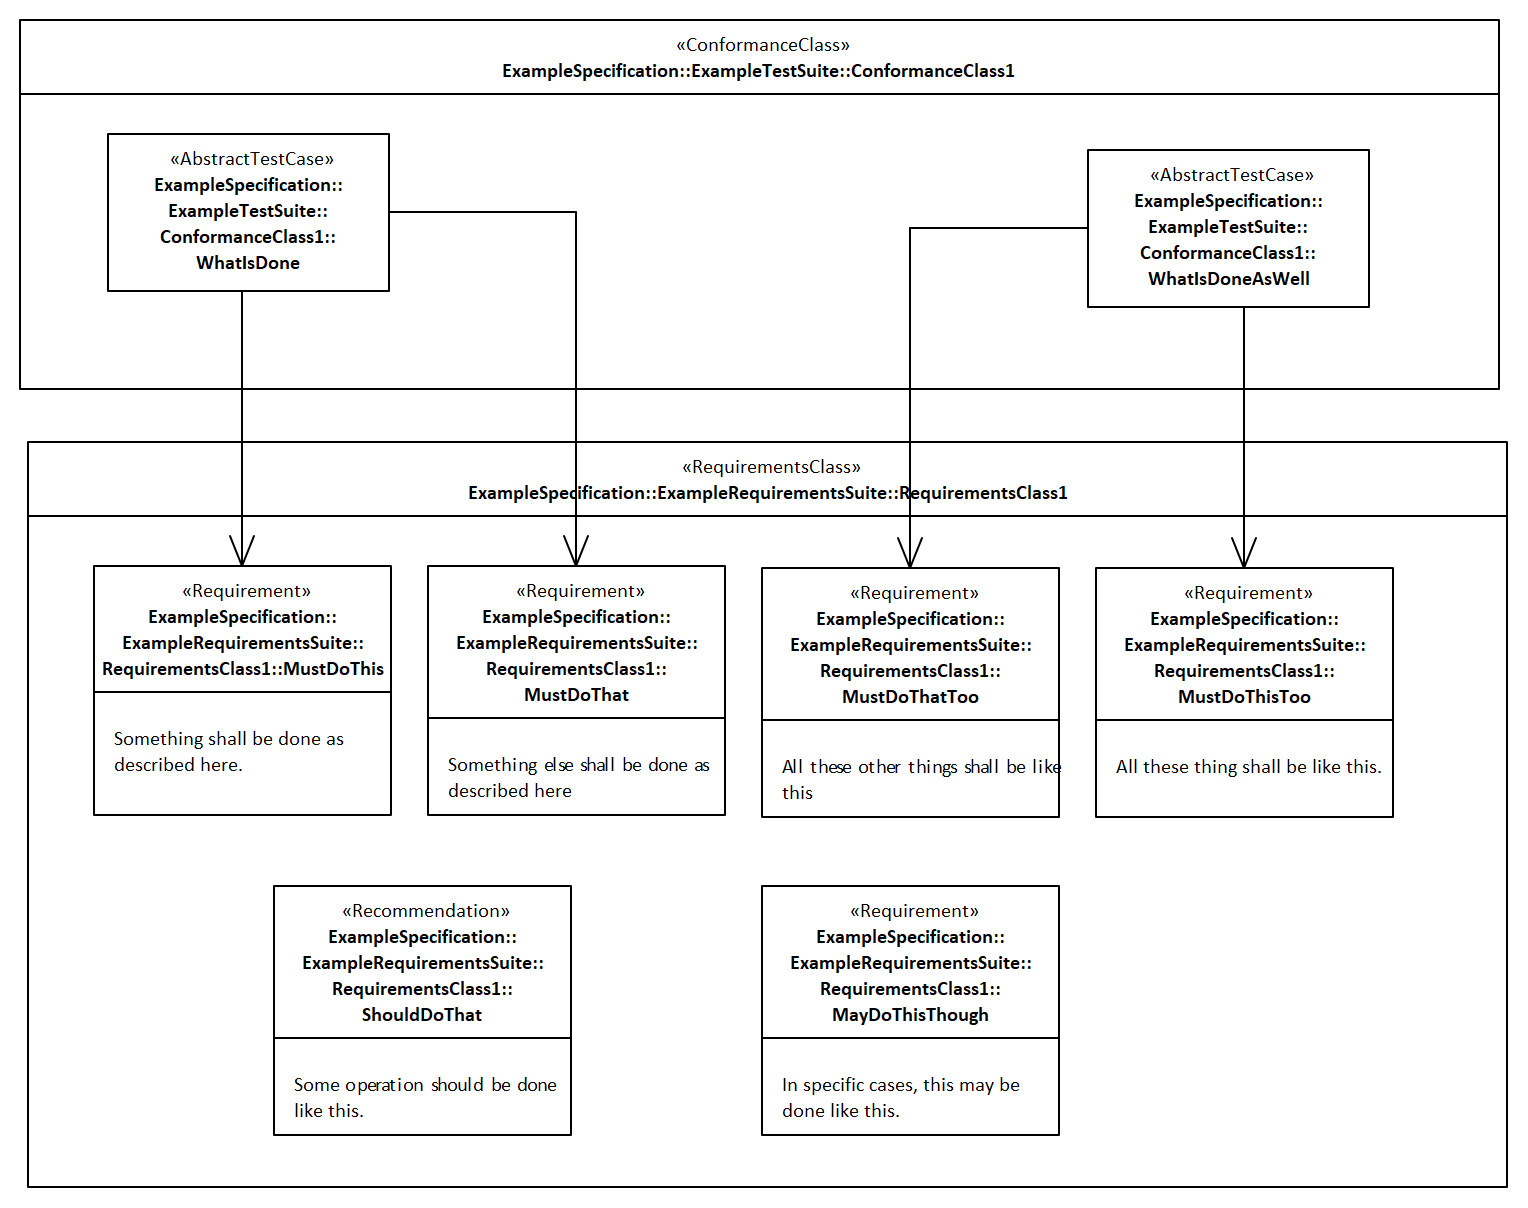 «ConformanceClass»
ExampleSpecification::ExampleTestSuite::ConformanceClass1
«AbstractTestCase»
ExampleSpecification::
ExampleTestSuite::
ConformanceClass1::
WhatIsDone
«AbstractTestCase»
ExampleSpecification::
ExampleTestSuite::
ConformanceClass1::
WhatIsDoneAsWell
«RequirementsClass»
ExampleSpecification::ExampleRequirementsSuite::RequirementsClass1
«Requirement»
ExampleSpecification::
ExampleRequirementsSuite::
RequirementsClass1::MustDoThis
Something shall be done as
described here.
«Requirement»
ExampleSpecification::
ExampleRequirementsSuite::
RequirementsClass1::
MustDoThat
Something else shall be done as
described here
«Requirement»
ExampleSpecification::
ExampleRequirementsSuite::
RequirementsClass1::
MustDoThatToo
All these other things shall be like
this
«Requirement»
ExampleSpecification::
ExampleRequirementsSuite::
RequirementsClass1::
MustDoThisToo
All these thing shall be like this.
«Recommendation»
ExampleSpecification::
ExampleRequirementsSuite::
RequirementsClass1::
ShouldDoThat
Some operation should be done
like this.
«Requirement»
ExampleSpecification::
ExampleRequirementsSuite::
RequirementsClass1::
MayDoThisThough
In specific cases, this may be
done like this.